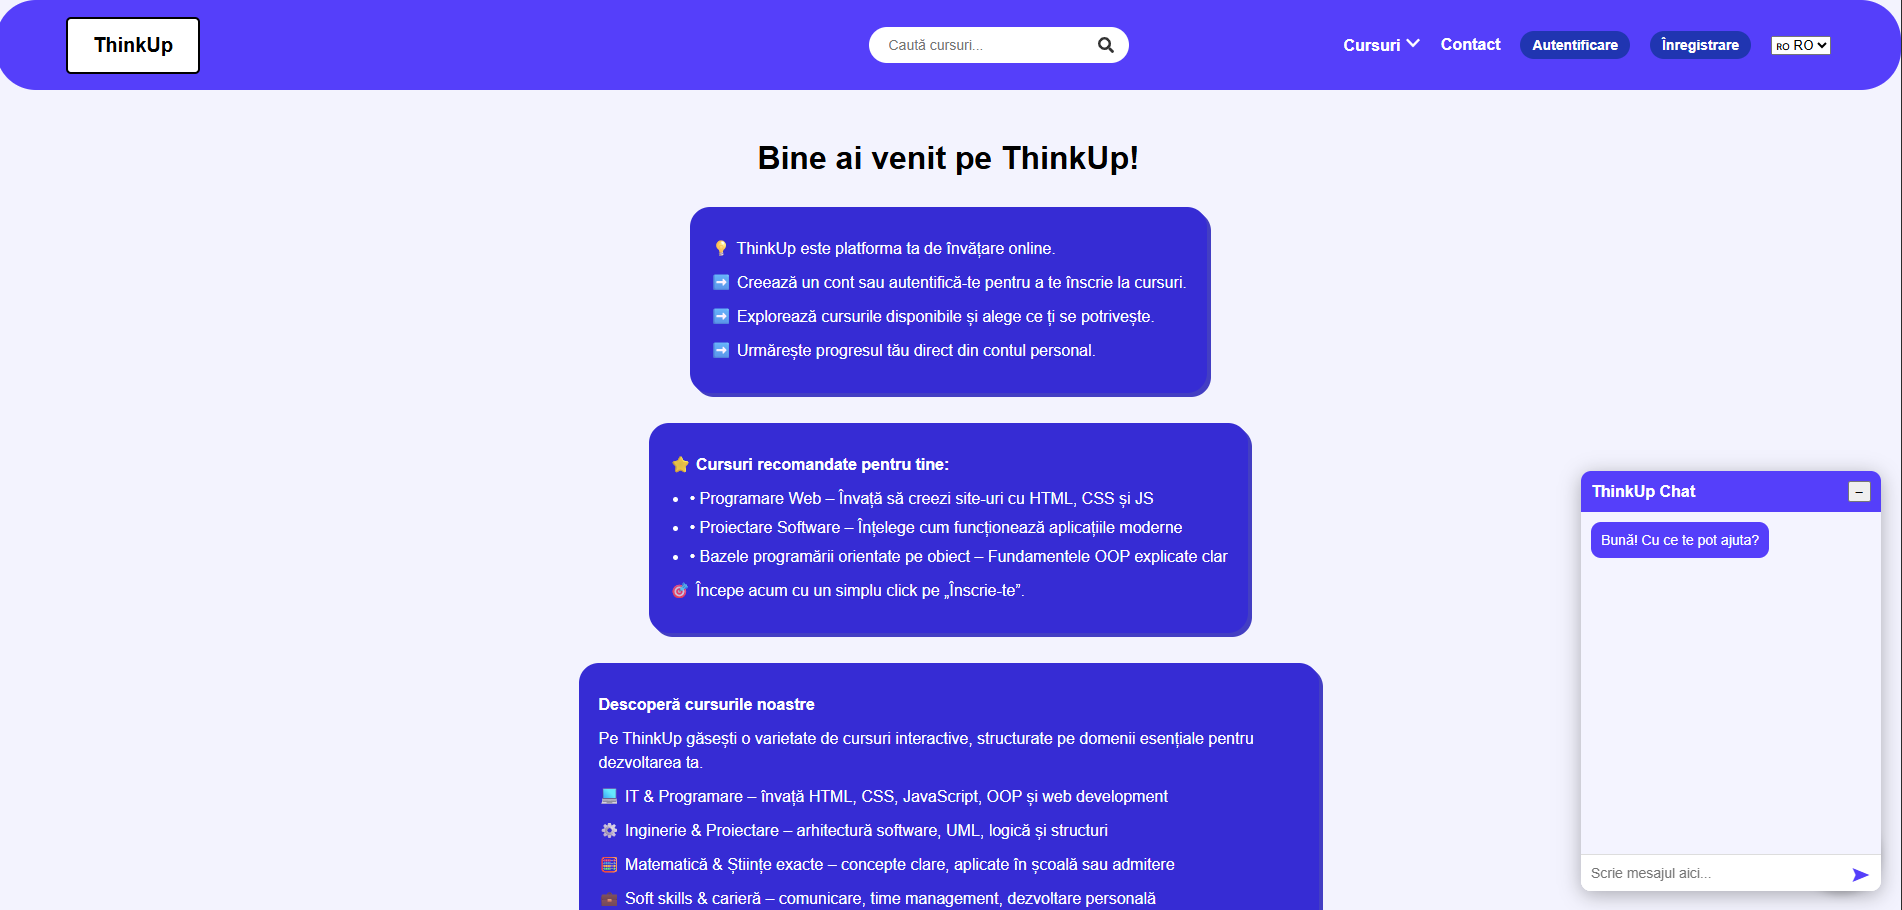 ThinkUp
Caută cursuri...
Cursuri
Contact
Autentificare
Înregistrare
RO RO
Bine ai venit pe ThinkUp!
💡 ThinkUp este platforma ta de învățare online.
➡️ Creează un cont sau autentifică-te pentru a te înscrie la cursuri.
➡️ Explorează cursurile disponibile și alege ce ți se potrivește.
➡️ Urmărește progresul tău direct din contul personal.
⭐ Cursuri recomandate pentru tine:
• • Programare Web – Învață să creezi site-uri cu HTML, CSS și JS
• • Proiectare Software – Înțelege cum funcționează aplicațiile moderne
• • Bazele programării orientate pe obiect – Fundamentele OOP explicate clar
🎯 Începe acum cu un simplu click pe „Înscrie-te”.
Descoperă cursurile noastre
Pe ThinkUp găsești o varietate de cursuri interactive, structurate pe domenii esențiale pentru
dezvoltarea ta.
💻 IT & Programare – învață HTML, CSS, JavaScript, OOP și web development
⚙️ Inginerie & Proiectare – arhitectură software, UML, logică și structuri
🧮 Matematică & Științe exacte – concepte clare, aplicate în școală sau admitere
💼 Soft skills & carieră – comunicare, time management, dezvoltare personală
ThinkUp Chat
–
Bună! Cu ce te pot ajuta?
Scrie mesajul aici...